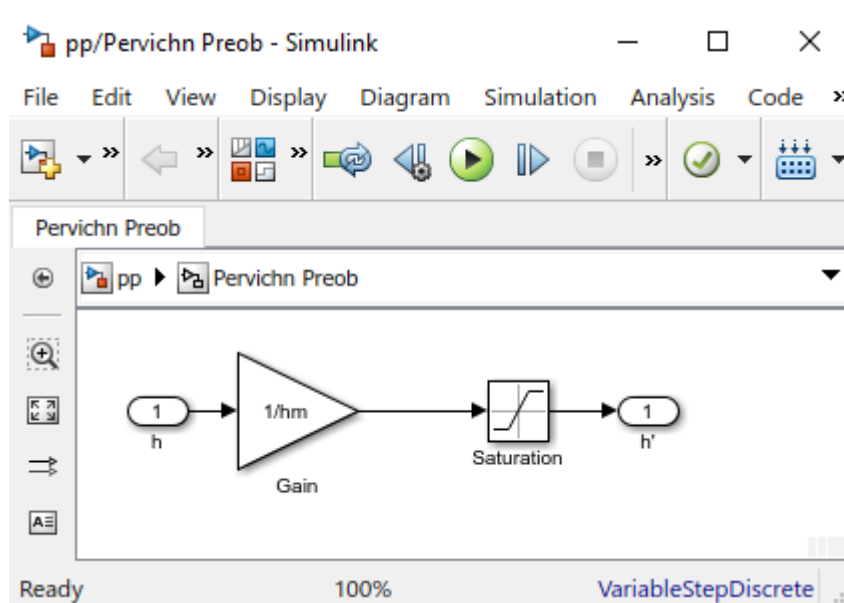 pp/Pervichn Preob - Simulink
File Edit View Display Diagram Simulation Analysis Code »
Pervichn Preob
pp Pervichn Preob
1 1/hm 1
h Gain Saturation h'
Ready 100% VariableStepDiscrete